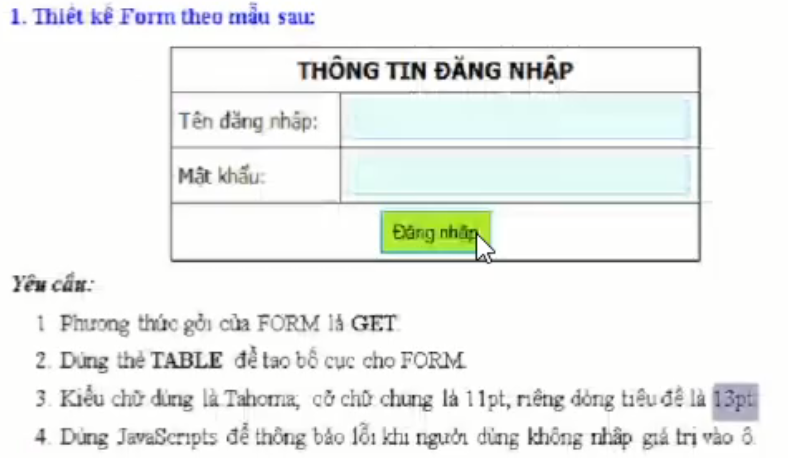 1. Thiết kế Form theo mẫu sau:
THÔNG TIN ĐĂNG NHẬP
Tên đăng nhập:
Mật khẩu:
Đăng nhập
Yêu cầu:
1. Phương thức gởi của FORM là GET.
2. Dùng thẻ TABLE để tạo bố cục cho FORM.
3. Kiểu chữ dùng là Tahoma, cỡ chữ chung là 11pt, riêng dòng tiêu đề là 13pt.
4. Dùng JavaScripts để thông báo lỗi khi người dùng không nhập giá trị vào ô.